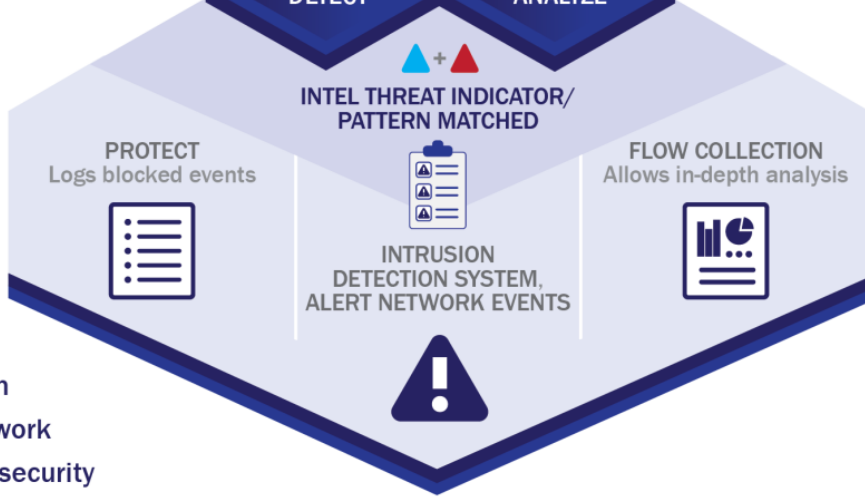 DETECT
ANALYZE
+
INTEL THREAT INDICATOR/
PATTERN MATCHED
PROTECT
Logs blocked events
FLOW COLLECTION
Allows in-depth analysis
INTRUSION
DETECTION SYSTEM,
ALERT NETWORK EVENTS
security